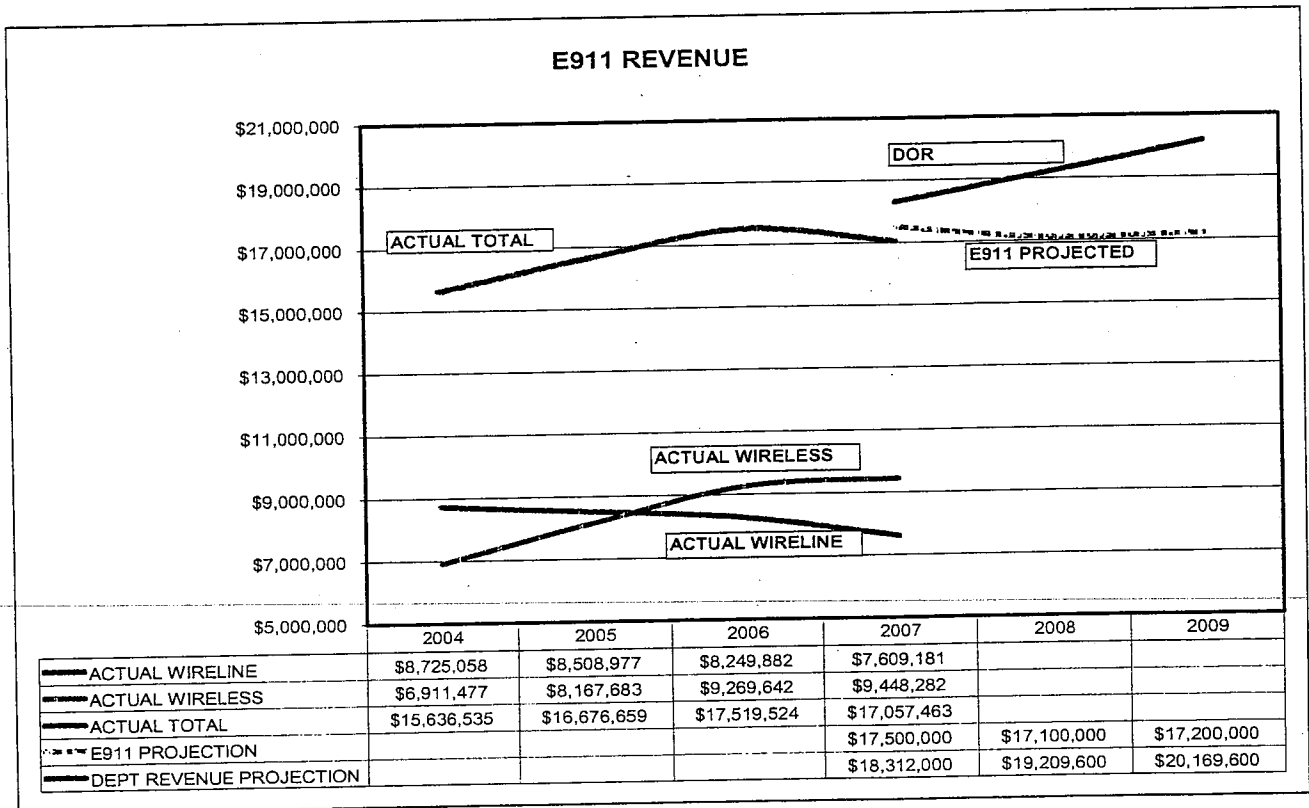 E911 REVENUE
$21,000,000
$19,000,000
$17,000,000
$15,000,000
$13,000,000
$11,000,000
$9,000,000
$7,000,000
$5,000,000
DOR
ACTUAL TOTAL
E911 PROJECTED
ACTUAL WIRELESS
ACTUAL WIRELINE
2004 2005 2006 2007 2008 2009
ACTUAL WIRELINE $8,725,058 $8,508,977 $8,249,882 $7,609,181
ACTUAL WIRELESS $6,911,477 $8,167,683 $9,269,642 $9,448,282
ACTUAL TOTAL $15,636,535 $16,676,659 $17,519,524 $17,057,463
E911 PROJECTION $17,500,000 $17,100,000 $17,200,000
DEPT REVENUE PROJECTION $18,312,000 $19,209,600 $20,169,600